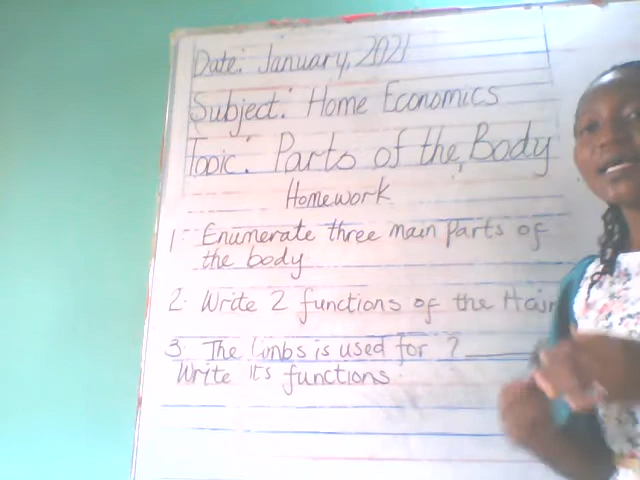 Date: January, 2021
Subject: Home Economics
Topic: Parts of the, Body
Homework
1. Enumerate three main parts of
the body
2. Write 2 functions of the Hair
3. The limbs is used for ? ______
Write its functions.